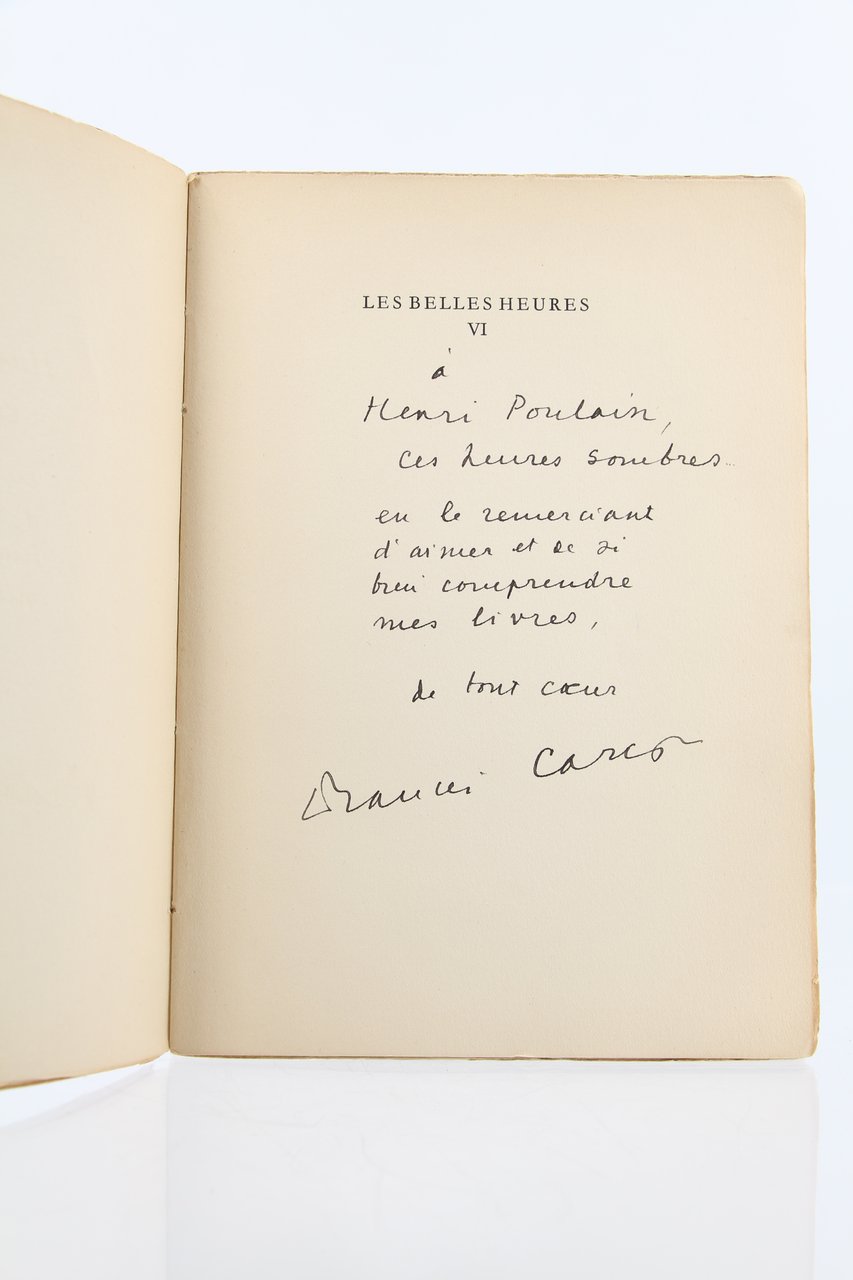 LES BELLES HEURES
VI
à
Henri Poulain,
ces heures sombres..
en le remerciant
d'aimer et de si
bien comprendre
mes livres,
de tout cœur
Francis Carco